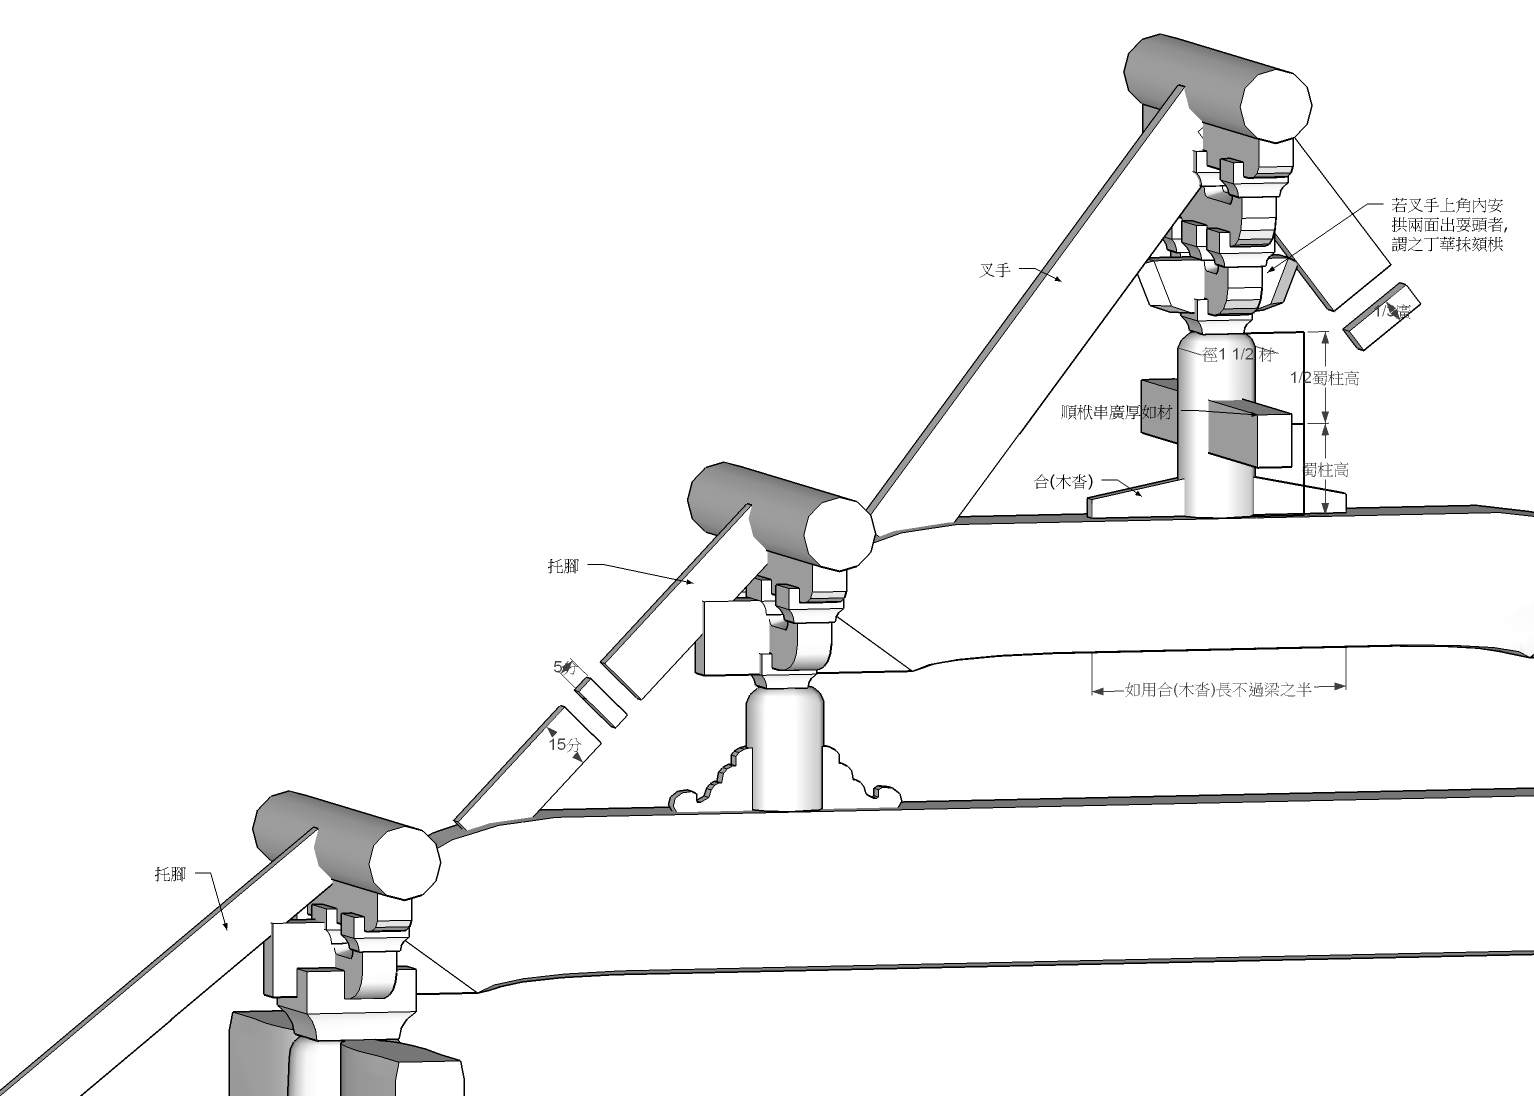 若叉手上角內安
拱兩面出耍頭者,
謂之丁華抹頦栱
叉手
1/3廣
徑1 1/2 材
1/2蜀柱高
順栿串廣厚如材
蜀柱高
合(木沓)
托腳
5分
如用合(木沓)長不過梁之半
15分
托腳